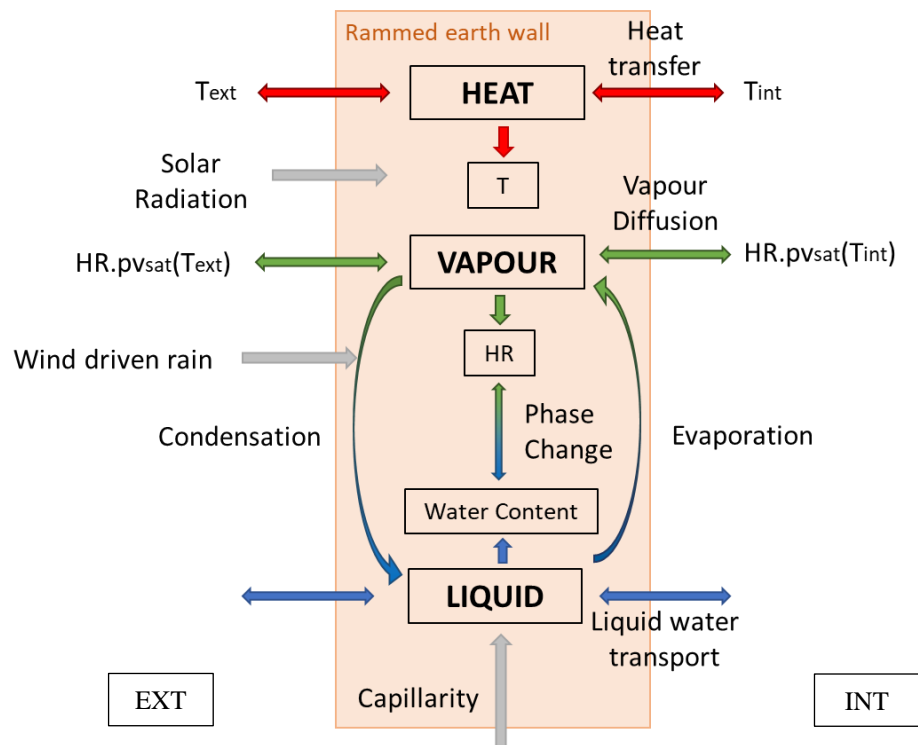 Rammed earth wall
Heat
transfer
Text
HEAT
Tint
Solar
Radiation
T
Vapour
Diffusion
HR.pvsat(Text)
VAPOUR
HR.pvsat(Tint)
Wind driven rain
HR
Condensation
Phase
Change
Evaporation
Water Content
LIQUID
Liquid water
transport
Capillarity
EXT
INT